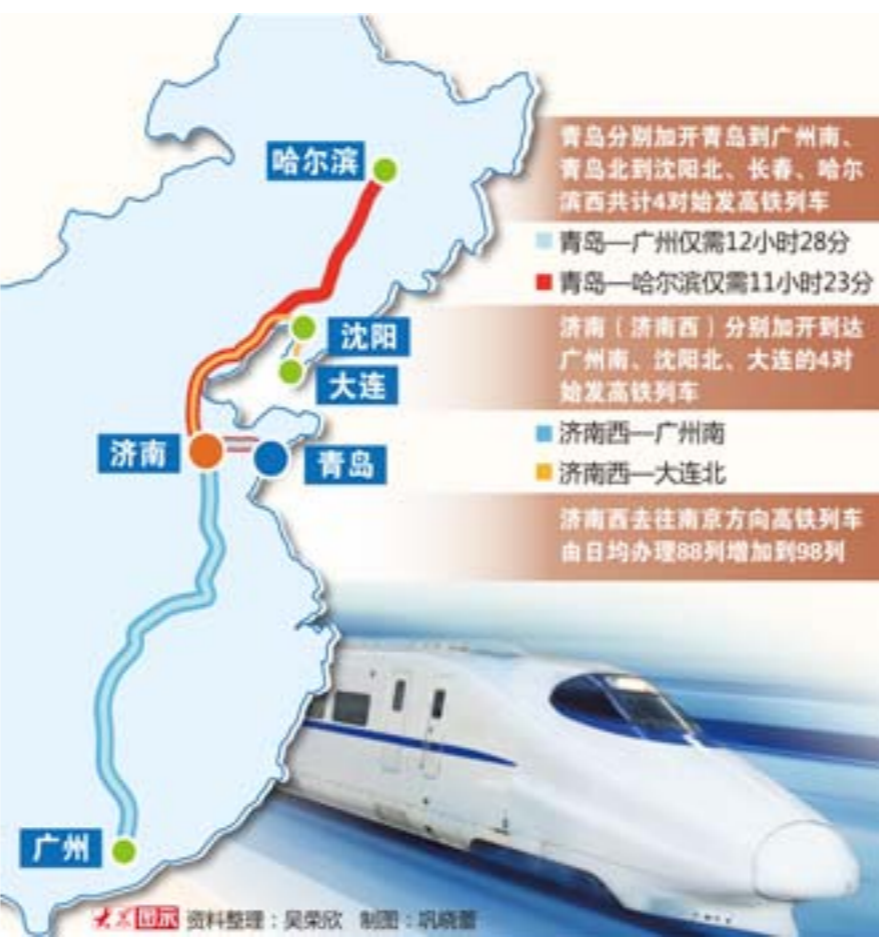 哈尔滨
沈阳
大连
济南
青岛
广州
青岛分别加开青岛到广州南、
青岛北到沈阳北、长春、哈尔
滨西共计4对始发高铁列车
青岛—广州仅需12小时28分
青岛—哈尔滨仅需11小时23分
济南（济南西）分别加开到达
广州南、沈阳北、大连的4对
始发高铁列车
济南西—广州南
济南西—大连北
济南西去往南京方向高铁列车
由日均办理88列增加到98列
大众图示 资料整理：吴荣欣 制图：巩晓蕾